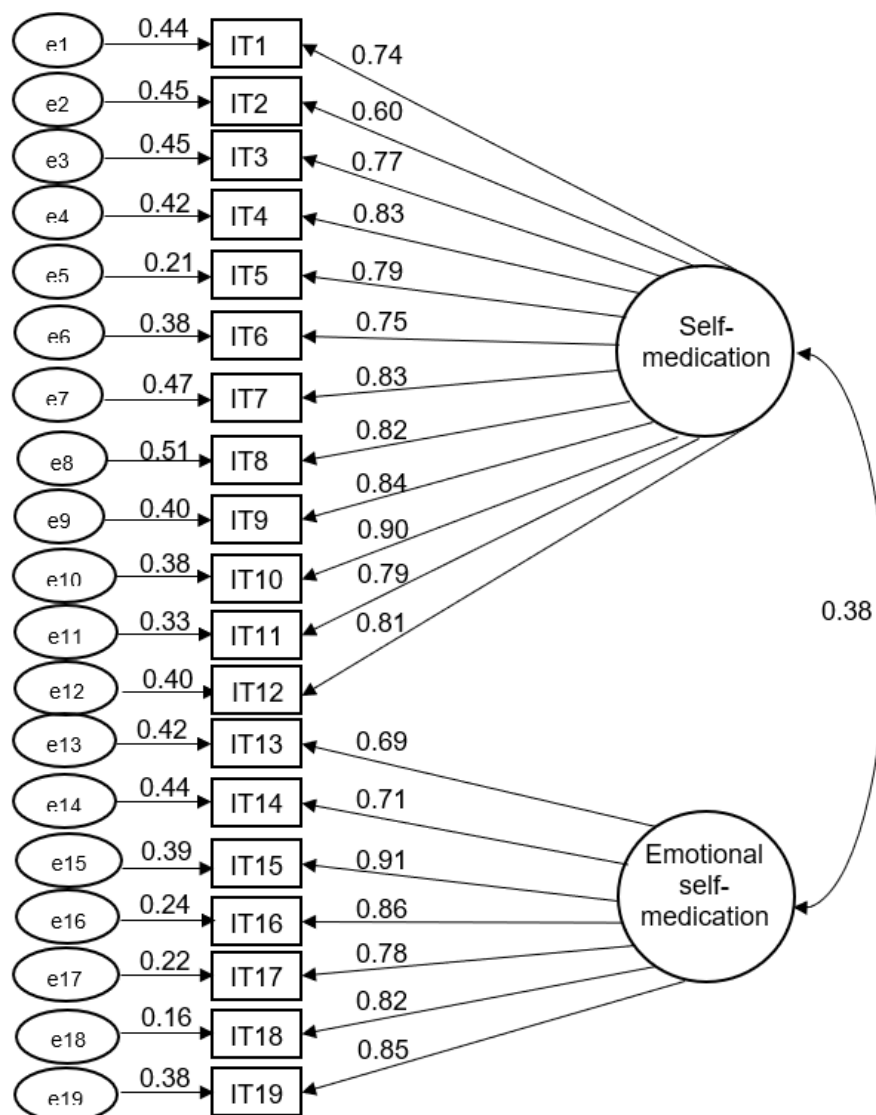 e1 0.44 IT1 0.74
e2 0.45 IT2 0.60
e3 0.45 IT3 0.77
e4 0.42 IT4 0.83
e5 0.21 IT5 0.79
e6 0.38 IT6 0.75
e7 0.47 IT7 0.83
e8 0.51 IT8 0.82
e9 0.40 IT9 0.84
e10 0.38 IT10 0.90
e11 0.33 IT11 0.79
e12 0.40 IT12 0.81
Self-
medication
0.38
e13 0.42 IT13 0.69
e14 0.44 IT14 0.71
e15 0.39 IT15 0.91
e16 0.24 IT16 0.86
e17 0.22 IT17 0.78
e18 0.16 IT18 0.82
e19 0.38 IT19 0.85
Emotional
self-
medication